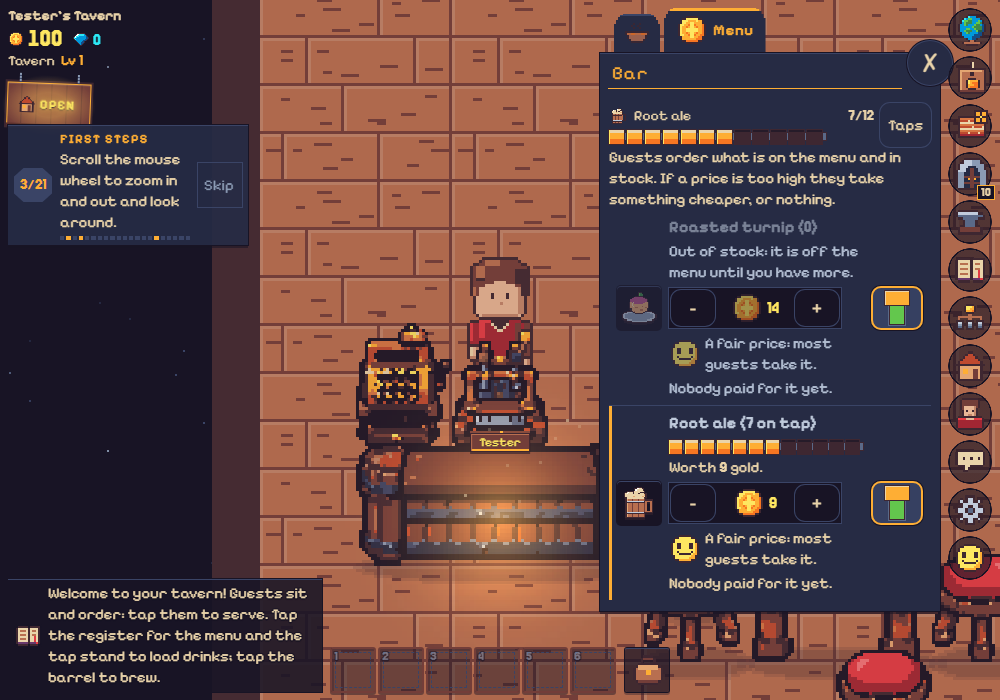 Tester's Tavern
100 0
Tavern Lv 1
OPEN
FIRST STEPS
3/21
Scroll the mouse
wheel to zoom in
and out and look
around.
Skip
Menu
X
Bar
Root ale 7/12
Taps
Guests order what is on the menu and in
stock. If a price is too high they take
something cheaper, or nothing.
Roasted turnip (0)
Out of stock: it is off the
menu until you have more.
- 14 +
A fair price: most
guests take it.
Nobody paid for it yet.
Root ale (7 on tap)
Worth 9 gold.
- 9 +
A fair price: most
guests take it.
Nobody paid for it yet.
10
Tester
Welcome to your tavern! Guests sit
and order: tap them to serve. Tap
the register for the menu and the
tap stand to load drinks; tap the
barrel to brew.
1 2 3 4 5 6